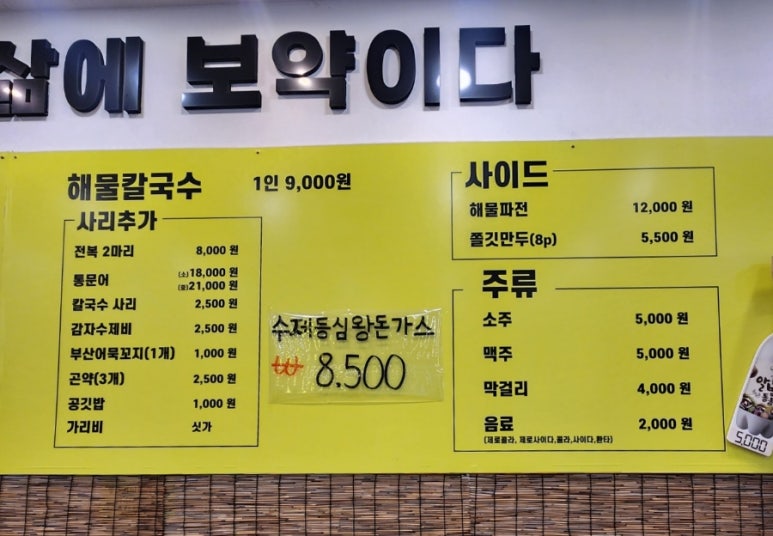 삶에 보약이다
해물칼국수 1인 9,000원
사리추가
전복 2마리 8,000 원
통문어 (소)18,000 원
(중)21,000 원
칼국수 사리 2,500 원
감자수제비 2,500 원
부산어묵꼬지(1개) 1,000 원
곤약(3개) 2,500 원
공깃밥 1,000 원
가리비 싯가
수제등심왕돈가스
₩ 8.500
사이드
해물파전 12,000 원
쫄깃만두(8p) 5,500 원
주류
소주 5,000 원
맥주 5,000 원
막걸리 4,000 원
음료 2,000 원
(제로콜라, 제로사이다,콜라,사이다,환타)
5,000